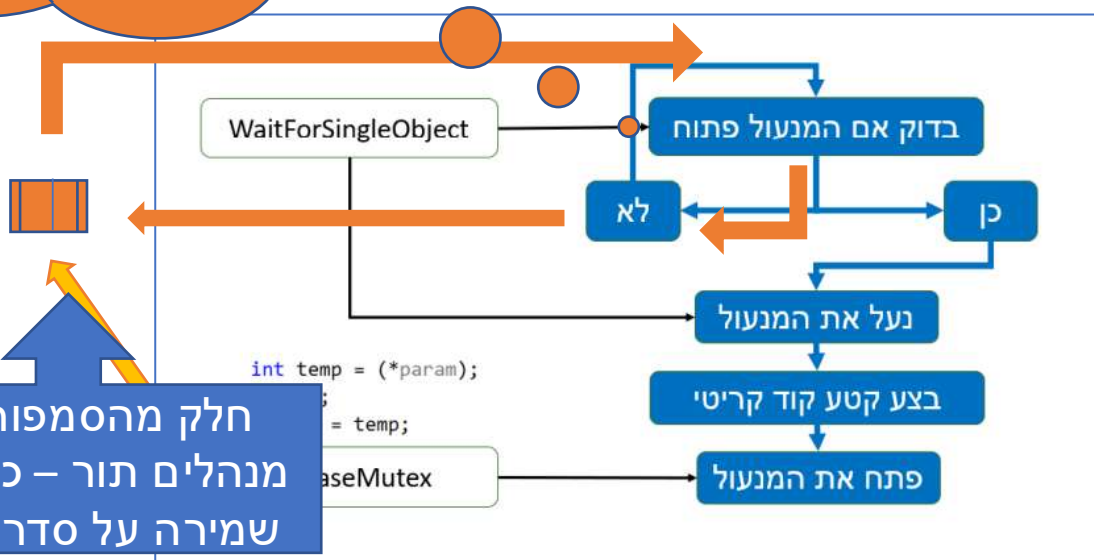 WaitForSingleObject
בדוק אם המנעול פתוח
לא
כן
נעל את המנעול
int temp = (*param);
;
= temp;
בצע קטע קוד קריטי
aseMutex
פתח את המנעול
חלק
מנהלים תור –
שמירה על סדר